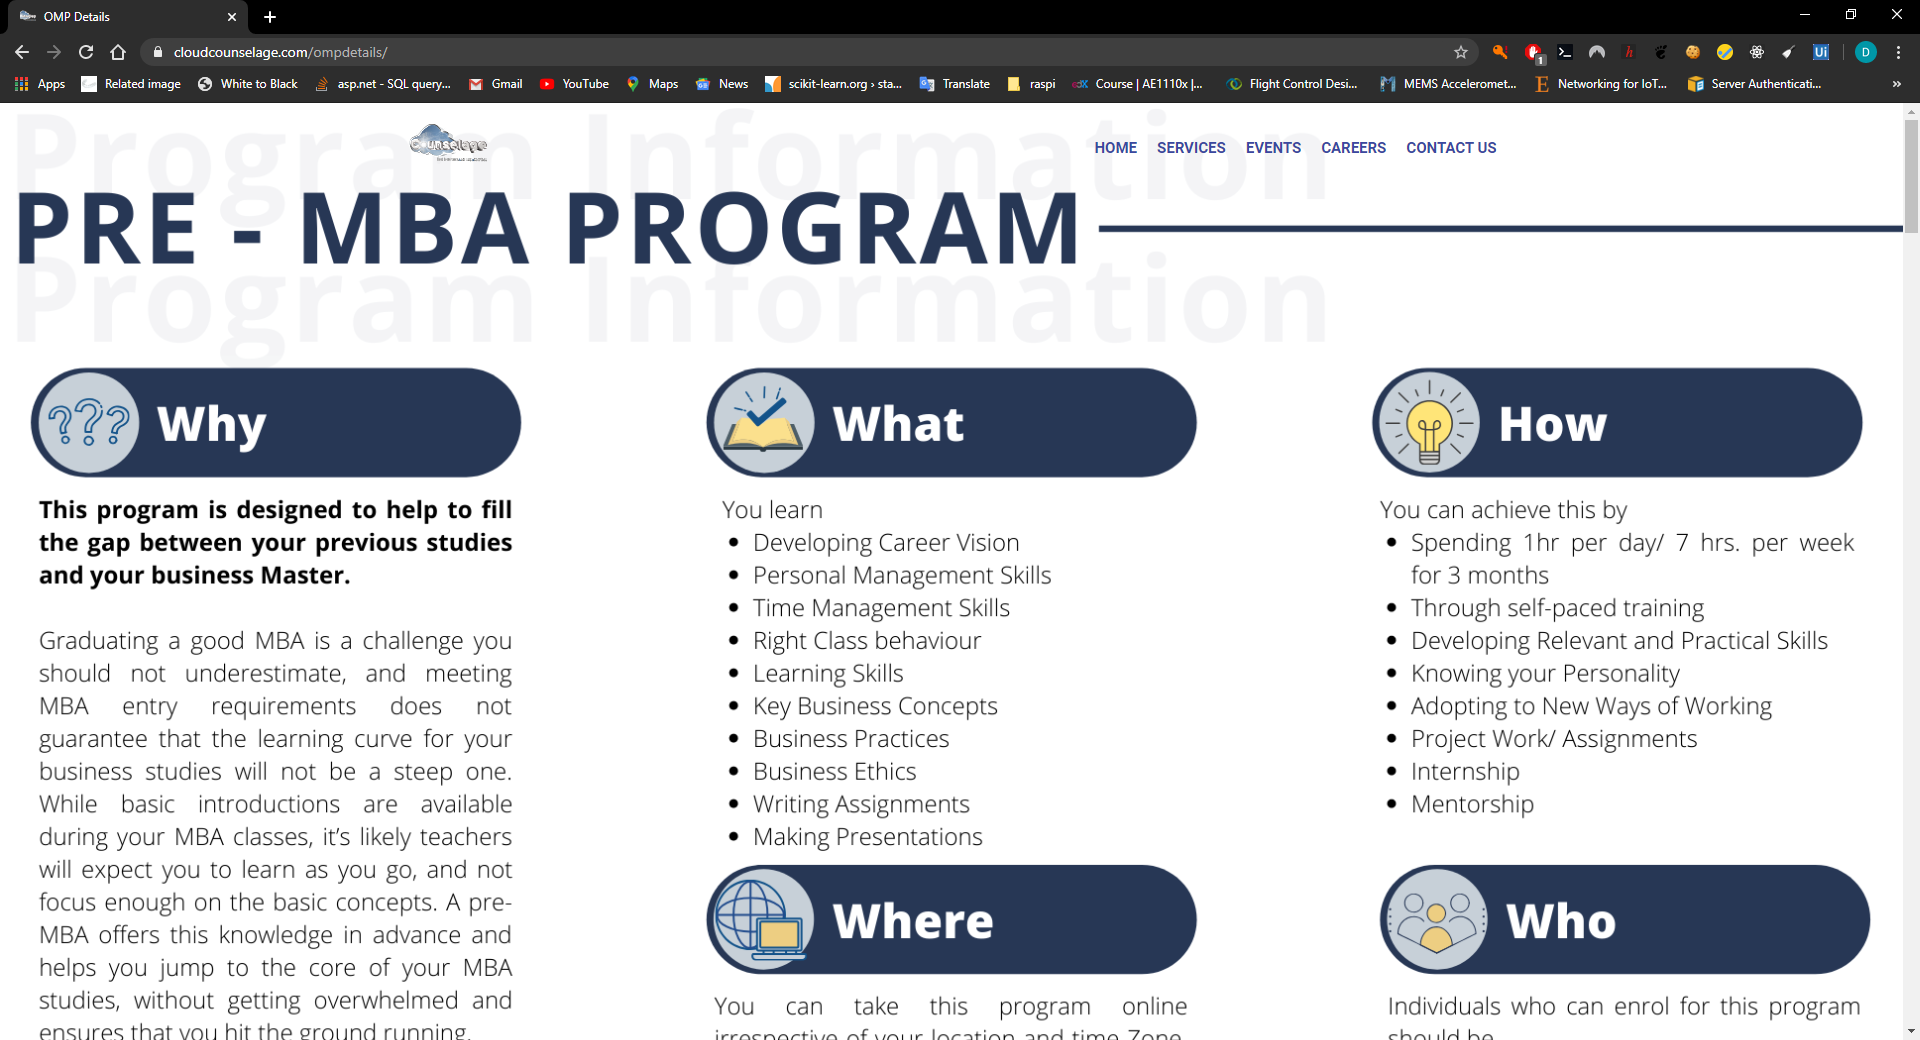 OMP Details
cloudcounselage.com/ompdetails/
1
Ui
D
Apps
Related image
White to Black
asp.net - SQL query...
Gmail
YouTube
Maps
News
scikit-learn.org › sta...
Translate
raspi
Course | AE1110x |...
Flight Control Desi...
MEMS Acceleromet...
Networking for IoT...
Server Authenticati...
»
Program Information
Counselage
HOME
SERVICES
EVENTS
CAREERS
CONTACT US
PRE - MBA PROGRAM
Program Information
Why
This program is designed to help to fill
the gap between your previous studies
and your business Master.
Graduating a good MBA is a challenge you
should not underestimate, and meeting
MBA entry requirements does not
guarantee that the learning curve for your
business studies will not be a steep one.
While basic introductions are available
during your MBA classes, it's likely teachers
will expect you to learn as you go, and not
focus enough on the basic concepts. A pre-
MBA offers this knowledge in advance and
helps you jump to the core of your MBA
studies, without getting overwhelmed and
ensures that you hit the ground running.
What
You learn
• Developing Career Vision
• Personal Management Skills
• Time Management Skills
• Right Class behaviour
• Learning Skills
• Key Business Concepts
• Business Practices
• Business Ethics
• Writing Assignments
• Making Presentations
Where
You can take this program online
irrespective of your location and time Zone.
How
You can achieve this by
• Spending 1hr per day/ 7 hrs. per week
for 3 months
• Through self-paced training
• Developing Relevant and Practical Skills
• Knowing your Personality
• Adopting to New Ways of Working
• Project Work/ Assignments
• Internship
• Mentorship
Who
Individuals who can enrol for this program
should be